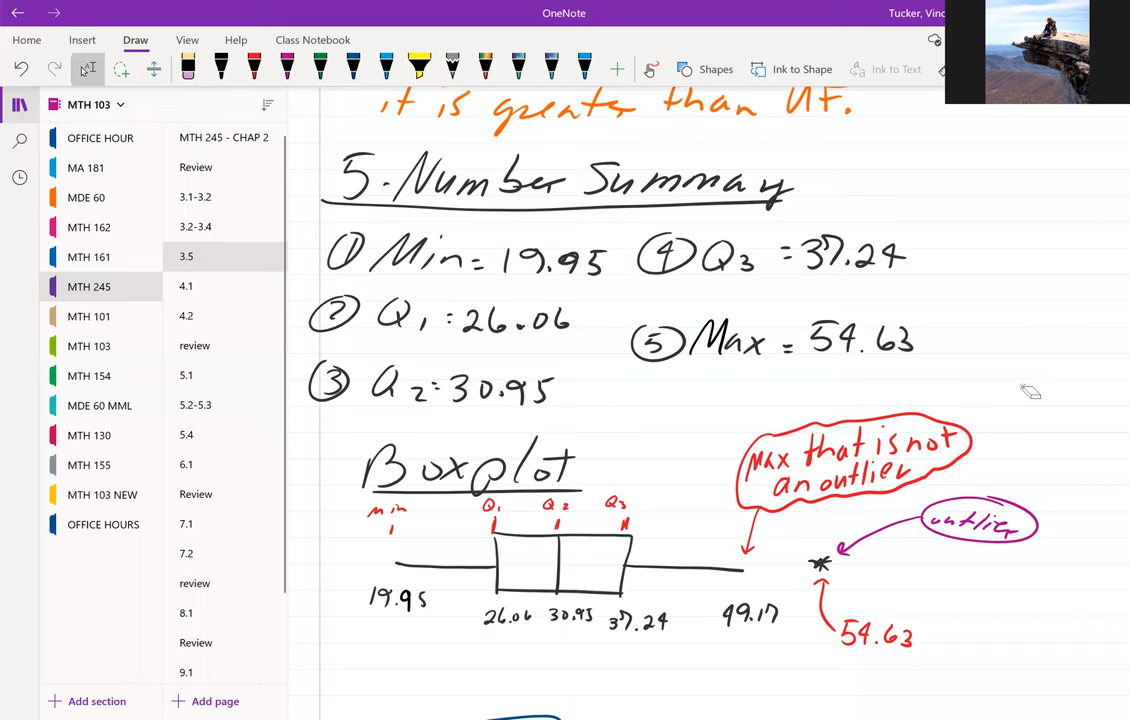 OneNote
Tucker, Vinc
Home
Insert
Draw
View
Help
Class Notebook
Shapes
Ink to Shape
Ink to Text
MTH 103
OFFICE HOUR
MA 181
MDE 60
MTH 162
MTH 161
MTH 245
MTH 101
MTH 103
MTH 154
MDE 60 MML
MTH 130
MTH 155
MTH 103 NEW
OFFICE HOURS
Add section
MTH 245 - CHAP 2
Review
3.1-3.2
3.2-3.4
3.5
4.1
4.2
review
5.1
5.2-5.3
5.4
6.1
Review
7.1
7.2
review
8.1
Review
9.1
Add page
it is greater than UF.
5-Number Summary
① Min = 19.95 ④ Q3 = 37.24
② Q1 = 26.06
⑤ Max = 54.63
③ Q2 = 30.95
Boxplot
Max that is not
an outlier
outlier
min Q1 Q2 Q3
*
19.95 26.06 30.95 37.24 49.17
54.63